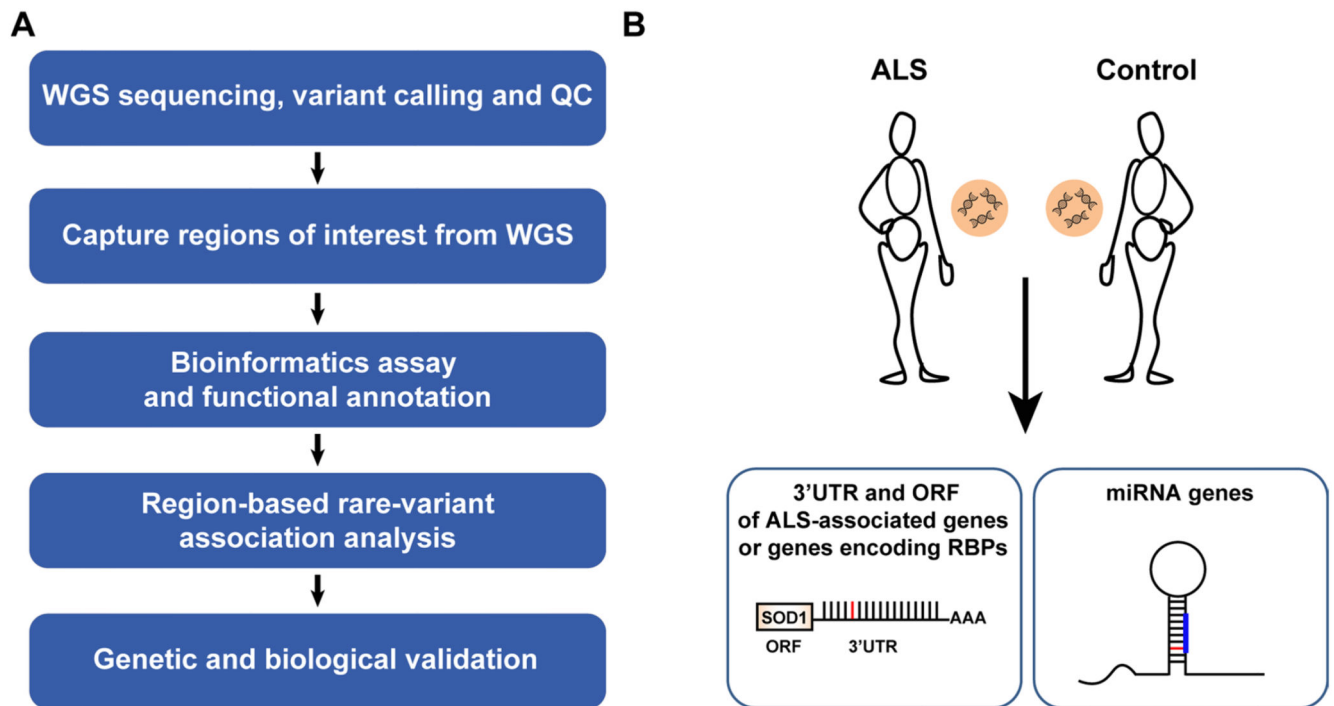 A
WGS sequencing, variant calling and QC
Capture regions of interest from WGS
Bioinformatics assay
and functional annotation
Region-based rare-variant
association analysis
Genetic and biological validation
B
ALS
Control
3’UTR and ORF
of ALS-associated genes
or genes encoding RBPs
SOD1
AAA
ORF
3’UTR
miRNA genes